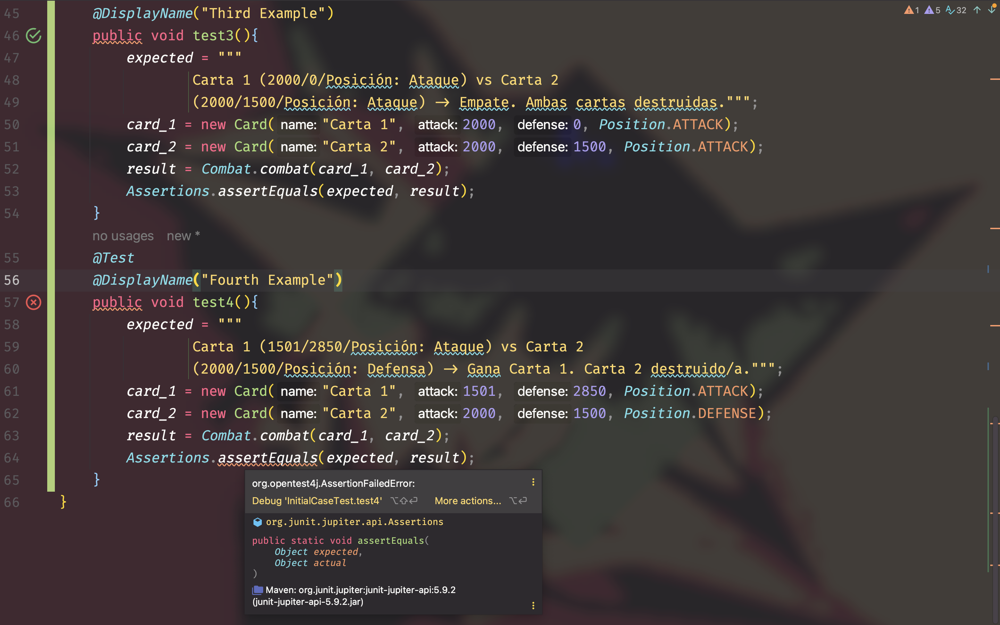 1 5 32
45 @DisplayName("Third Example")
46 public void test3(){
47 expected = """
48 Carta 1 (2000/0/Posición: Ataque) vs Carta 2
49 (2000/1500/Posición: Ataque) → Empate. Ambas cartas destruidas.""";
50 card_1 = new Card( name: "Carta 1", attack: 2000, defense: 0, Position.ATTACK);
51 card_2 = new Card( name: "Carta 2", attack: 2000, defense: 1500, Position.ATTACK);
52 result = Combat.combat(card_1, card_2);
53 Assertions.assertEquals(expected, result);
54 }
no usages new *
55 @Test
56 @DisplayName("Fourth Example")
57 public void test4(){
58 expected = """
59 Carta 1 (1501/2850/Posición: Ataque) vs Carta 2
60 (2000/1500/Posición: Defensa) → Gana Carta 1. Carta 2 destruido/a.""";
61 card_1 = new Card( name: "Carta 1", attack: 1501, defense: 2850, Position.ATTACK);
62 card_2 = new Card( name: "Carta 2", attack: 2000, defense: 1500, Position.DEFENSE);
63 result = Combat.combat(card_1, card_2);
64 Assertions.assertEquals(expected, result);
65 }
66 }
org.opentest4j.AssertionFailedError:
Debug 'InitialCaseTest.test4' ⌥⇧⏎ More actions... ⌥⏎
org.junit.jupiter.api.Assertions
public static void assertEquals(
Object expected,
Object actual
)
Maven: org.junit.jupiter:junit-jupiter-api:5.9.2
(junit-jupiter-api-5.9.2.jar)